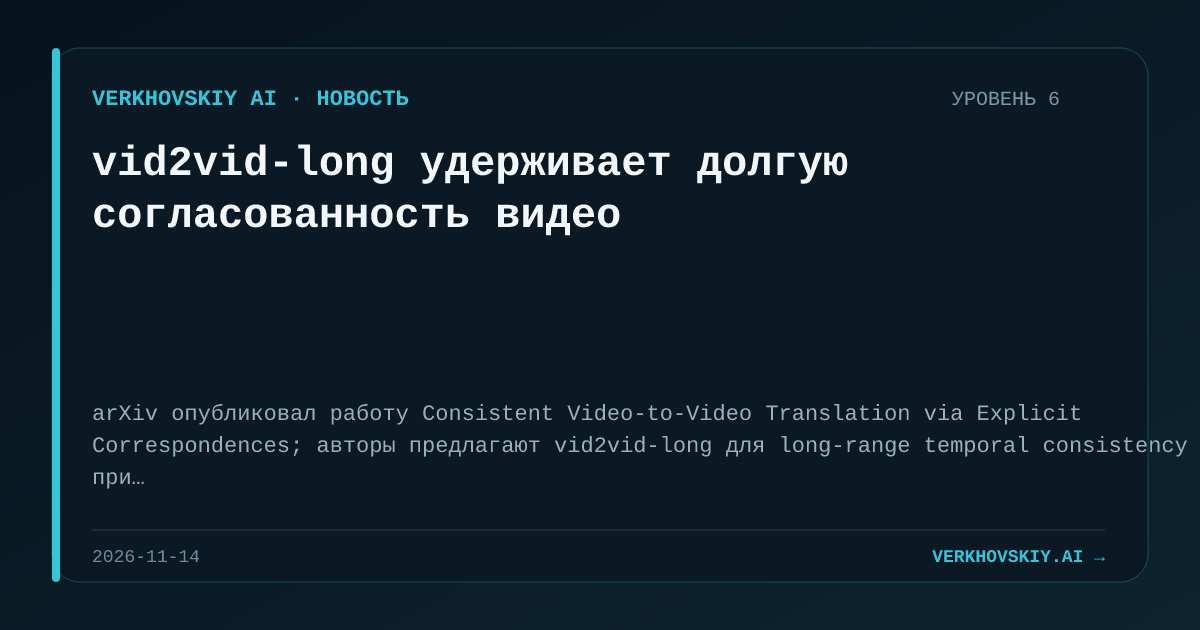 VERKHOVSKIY AI · НОВОСТЬ
УРОВЕНЬ 6
vid2vid-long удерживает долгую
согласованность видео
arXiv опубликовал работу Consistent Video-to-Video Translation via Explicit
Correspondences; авторы предлагают vid2vid-long для long-range temporal consistency
при…
2026-11-14
VERKHOVSKIY.AI →